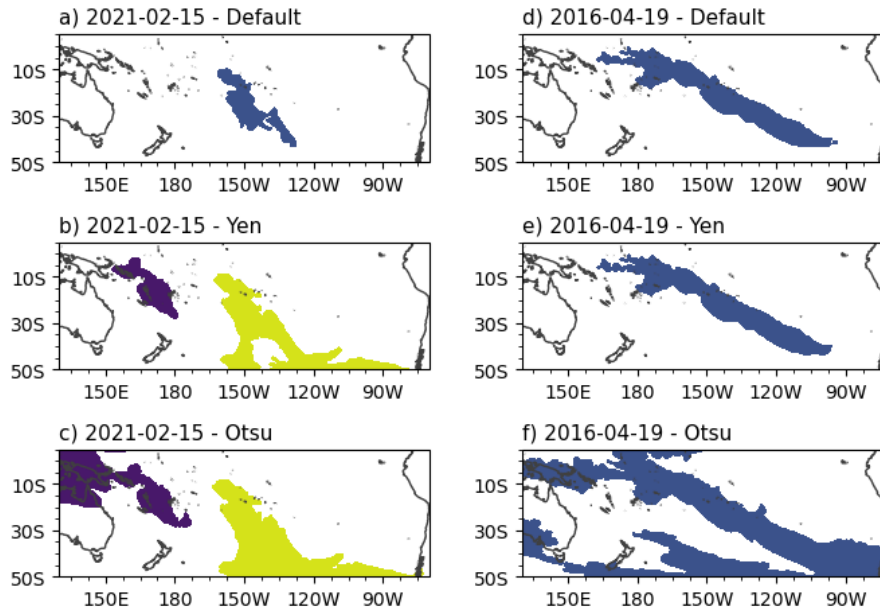 a) 2021-02-15 - Default
10S
30S
50S
150E 180 150W 120W 90W
d) 2016-04-19 - Default
10S
30S
50S
150E 180 150W 120W 90W
b) 2021-02-15 - Yen
10S
30S
50S
150E 180 150W 120W 90W
e) 2016-04-19 - Yen
10S
30S
50S
150E 180 150W 120W 90W
c) 2021-02-15 - Otsu
10S
30S
50S
150E 180 150W 120W 90W
f) 2016-04-19 - Otsu
10S
30S
50S
150E 180 150W 120W 90W